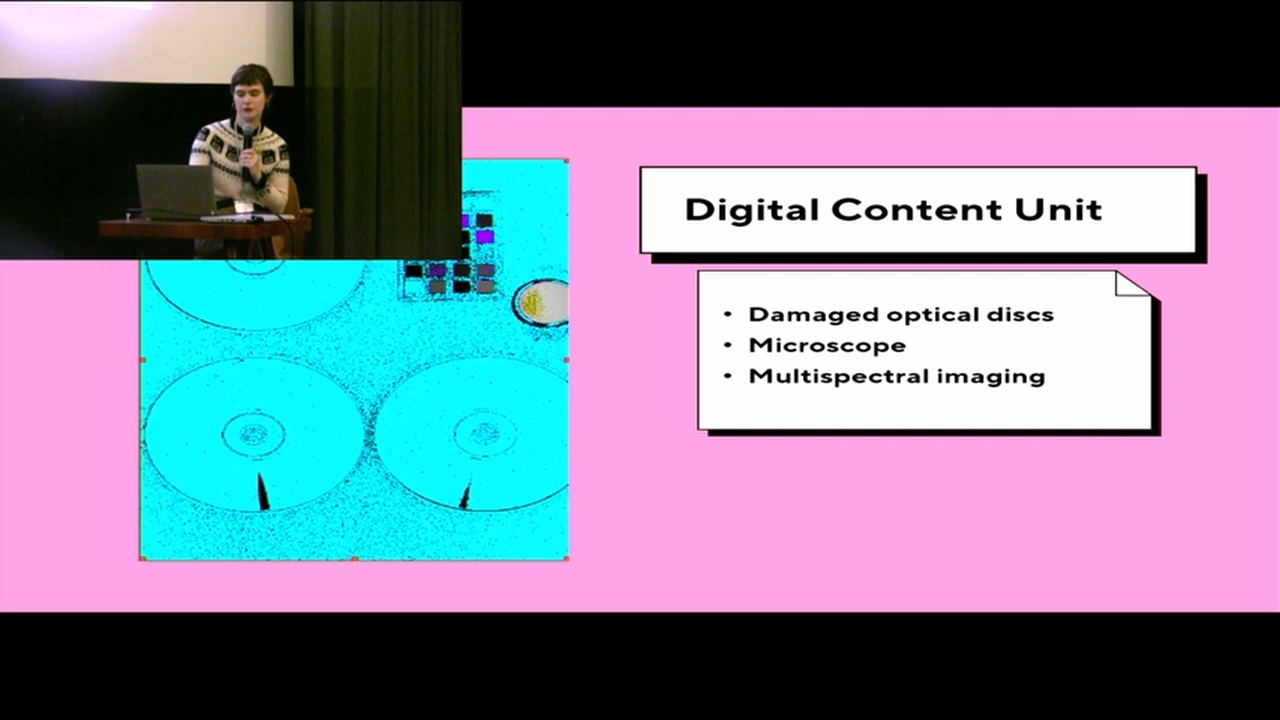 Digital Content Unit
• Damaged optical discs
• Microscope
• Multispectral imaging